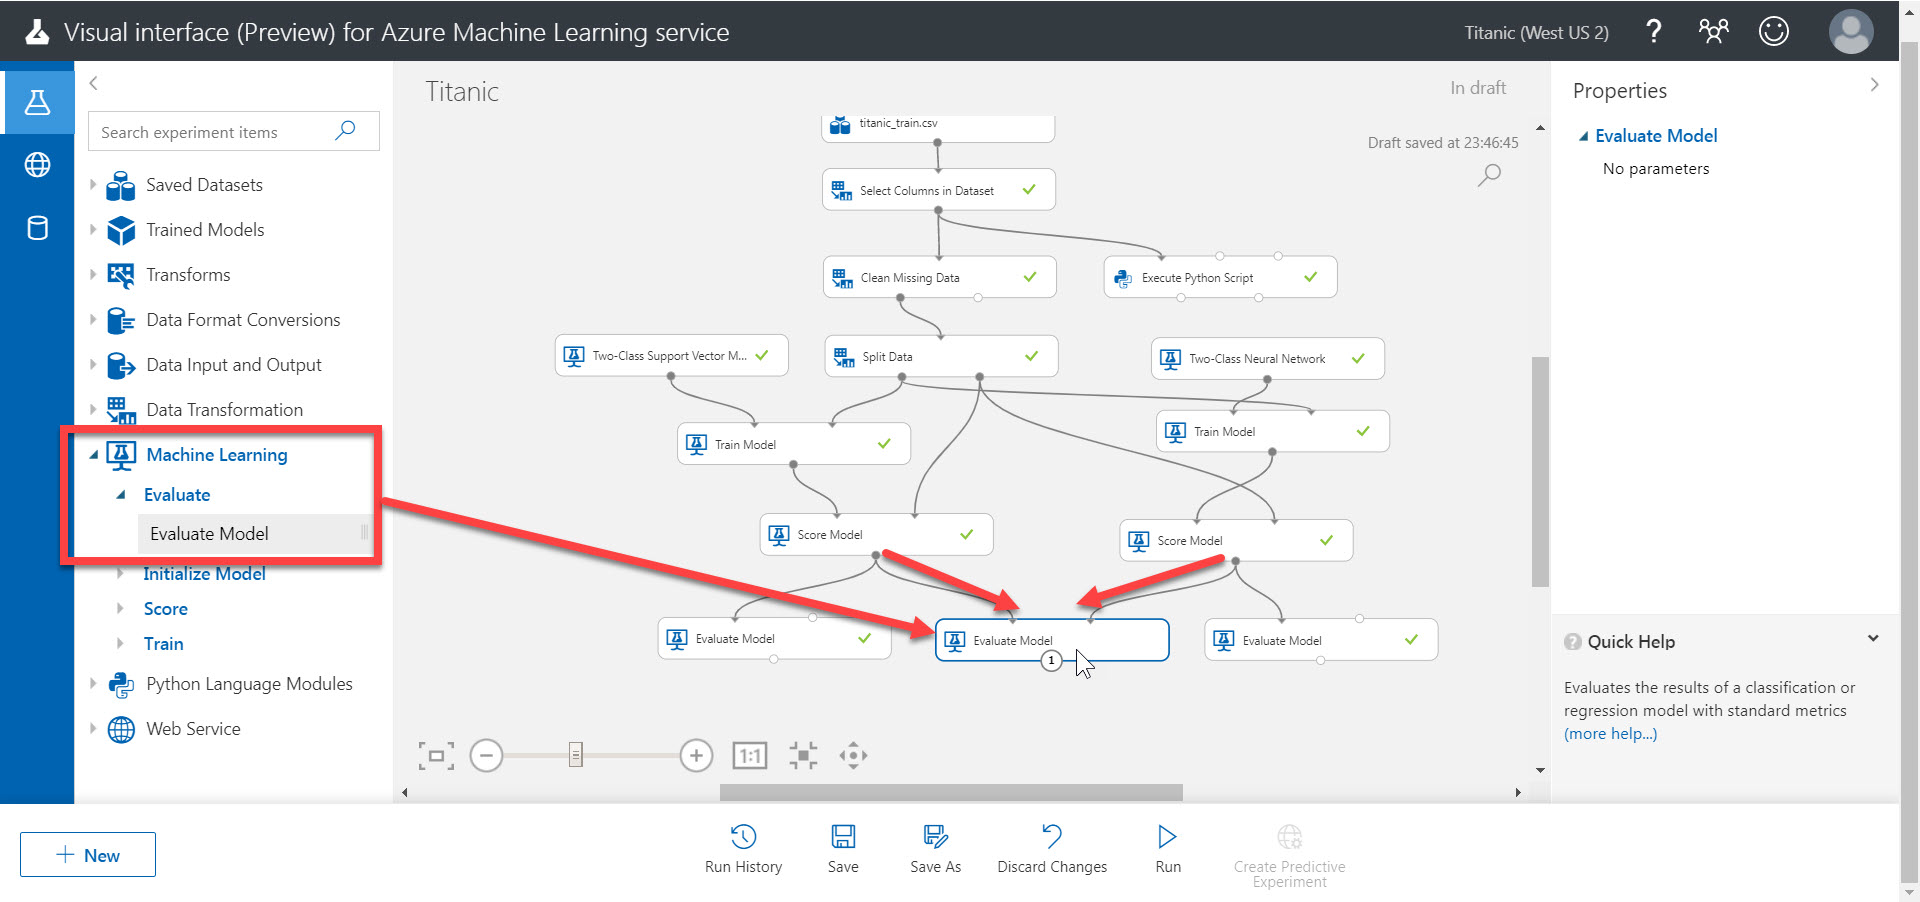 Visual interface (Preview) for Azure Machine Learning service
Titanic (West US 2)
?
Search experiment items
Saved Datasets
Trained Models
Transforms
Data Format Conversions
Data Input and Output
Data Transformation
Machine Learning
Evaluate
Evaluate Model
Initialize Model
Score
Train
Python Language Modules
Web Service
Titanic
In draft
Draft saved at 23:46:45
titanic_train.csv
Select Columns in Dataset
Clean Missing Data
Execute Python Script
Two-Class Support Vector M...
Split Data
Two-Class Neural Network
Train Model
Train Model
Score Model
Score Model
Evaluate Model
Evaluate Model
1
Evaluate Model
1:1
Properties
Evaluate Model
No parameters
? Quick Help
Evaluates the results of a classification or
regression model with standard metrics
(more help...)
+ New
Run History
Save
Save As
Discard Changes
Run
Create Predictive
Experiment